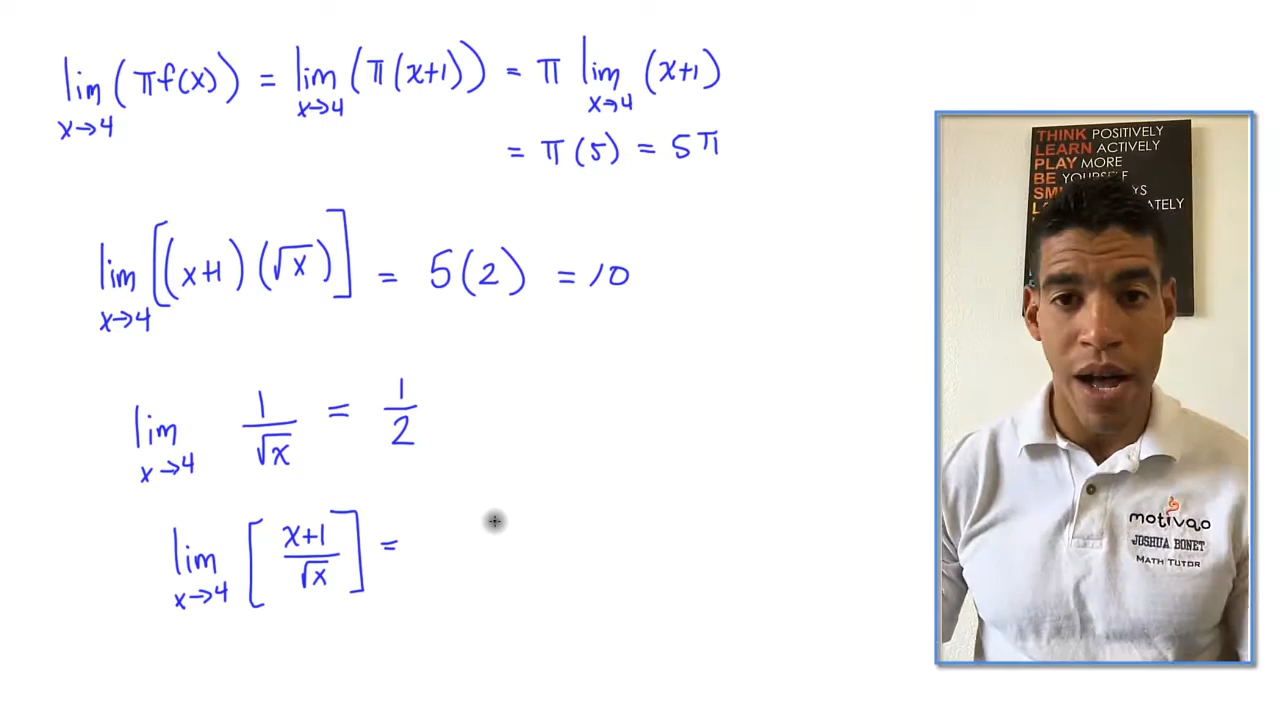 lim (πf(x)) = lim (π(x+1)) = π lim (x+1)
x→4 x→4 x→4
= π(5) = 5π
lim [(x+1)(√x)] = 5(2) = 10
x→4
lim 1/√x = 1/2
x→4
lim [x+1/√x] =
x→4
THINK POSITIVELY
LEARN ACTIVELY
PLAY MORE
BE YOURSELF
motivao
JOSHUA BONET
MATH TUTOR